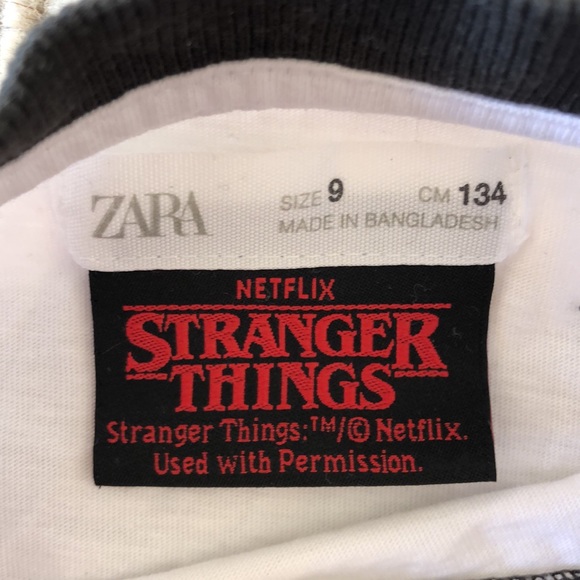 ZARA
SIZE 9 CM 134
MADE IN BANGLADESH
NETFLIX
STRANGER
THINGS
Stranger Things:™/© Netflix.
Used with Permission.